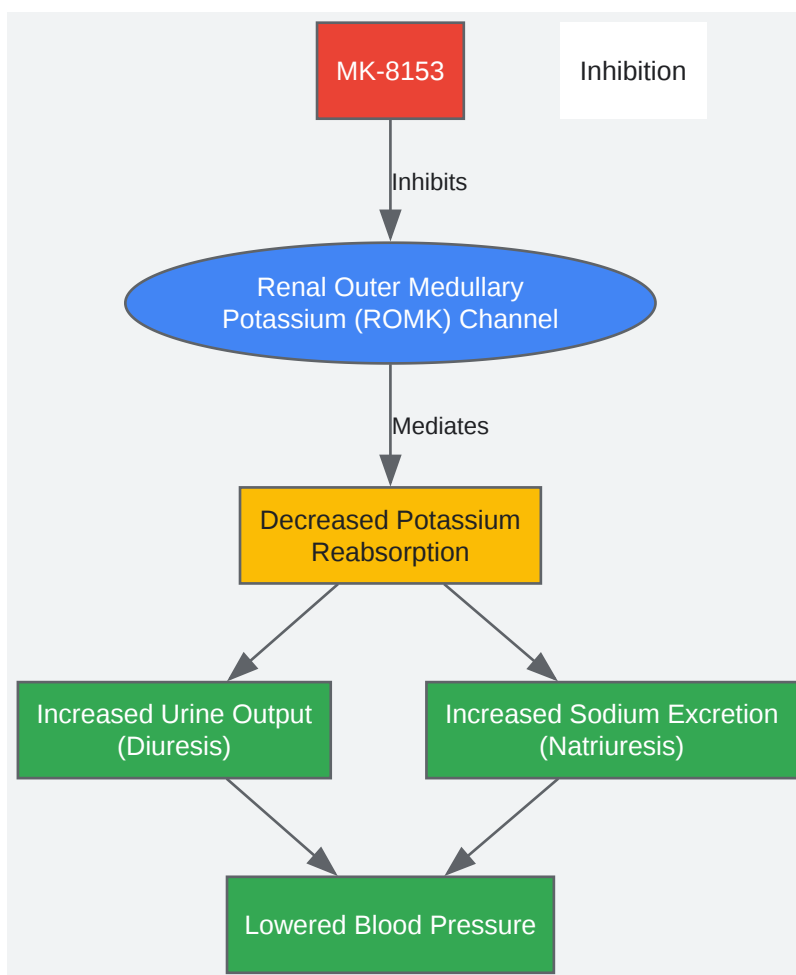 MK-8153
Inhibition
Inhibits
Renal Outer Medullary
Potassium (ROMK) Channel
Mediates
Decreased Potassium
Reabsorption
Increased Urine Output
(Diuresis)
Increased Sodium Excretion
(Natriuresis)
Lowered Blood Pressure